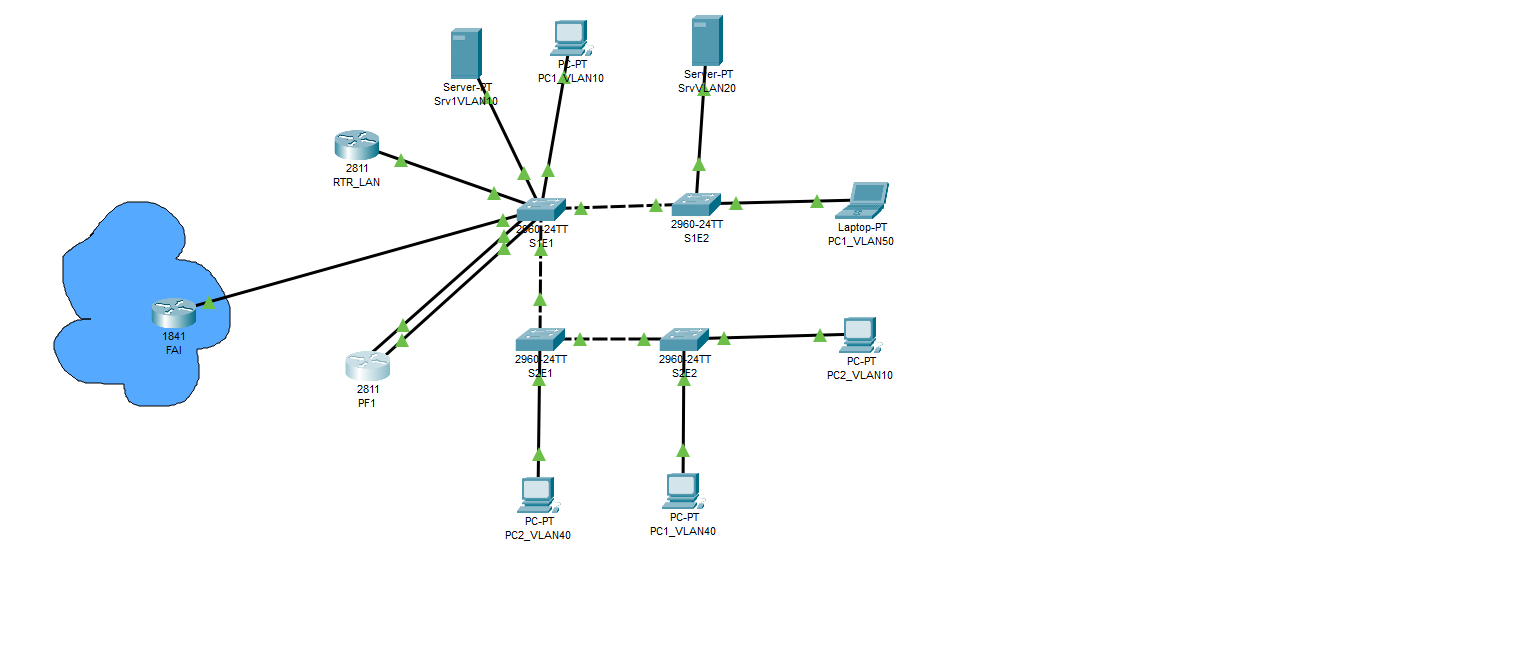 Server-PT
Srv1VLAN10
PC-PT
PC1_VLAN10
Server-PT
SrvVLAN20
2811
RTR_LAN
2960-24TT
S1E1
2960-24TT
S1E2
Laptop-PT
PC1_VLAN50
1841
FAI
2811
PF1
2960-24TT
S2E1
2960-24TT
S2E2
PC-PT
PC2_VLAN10
PC-PT
PC2_VLAN40
PC-PT
PC1_VLAN40